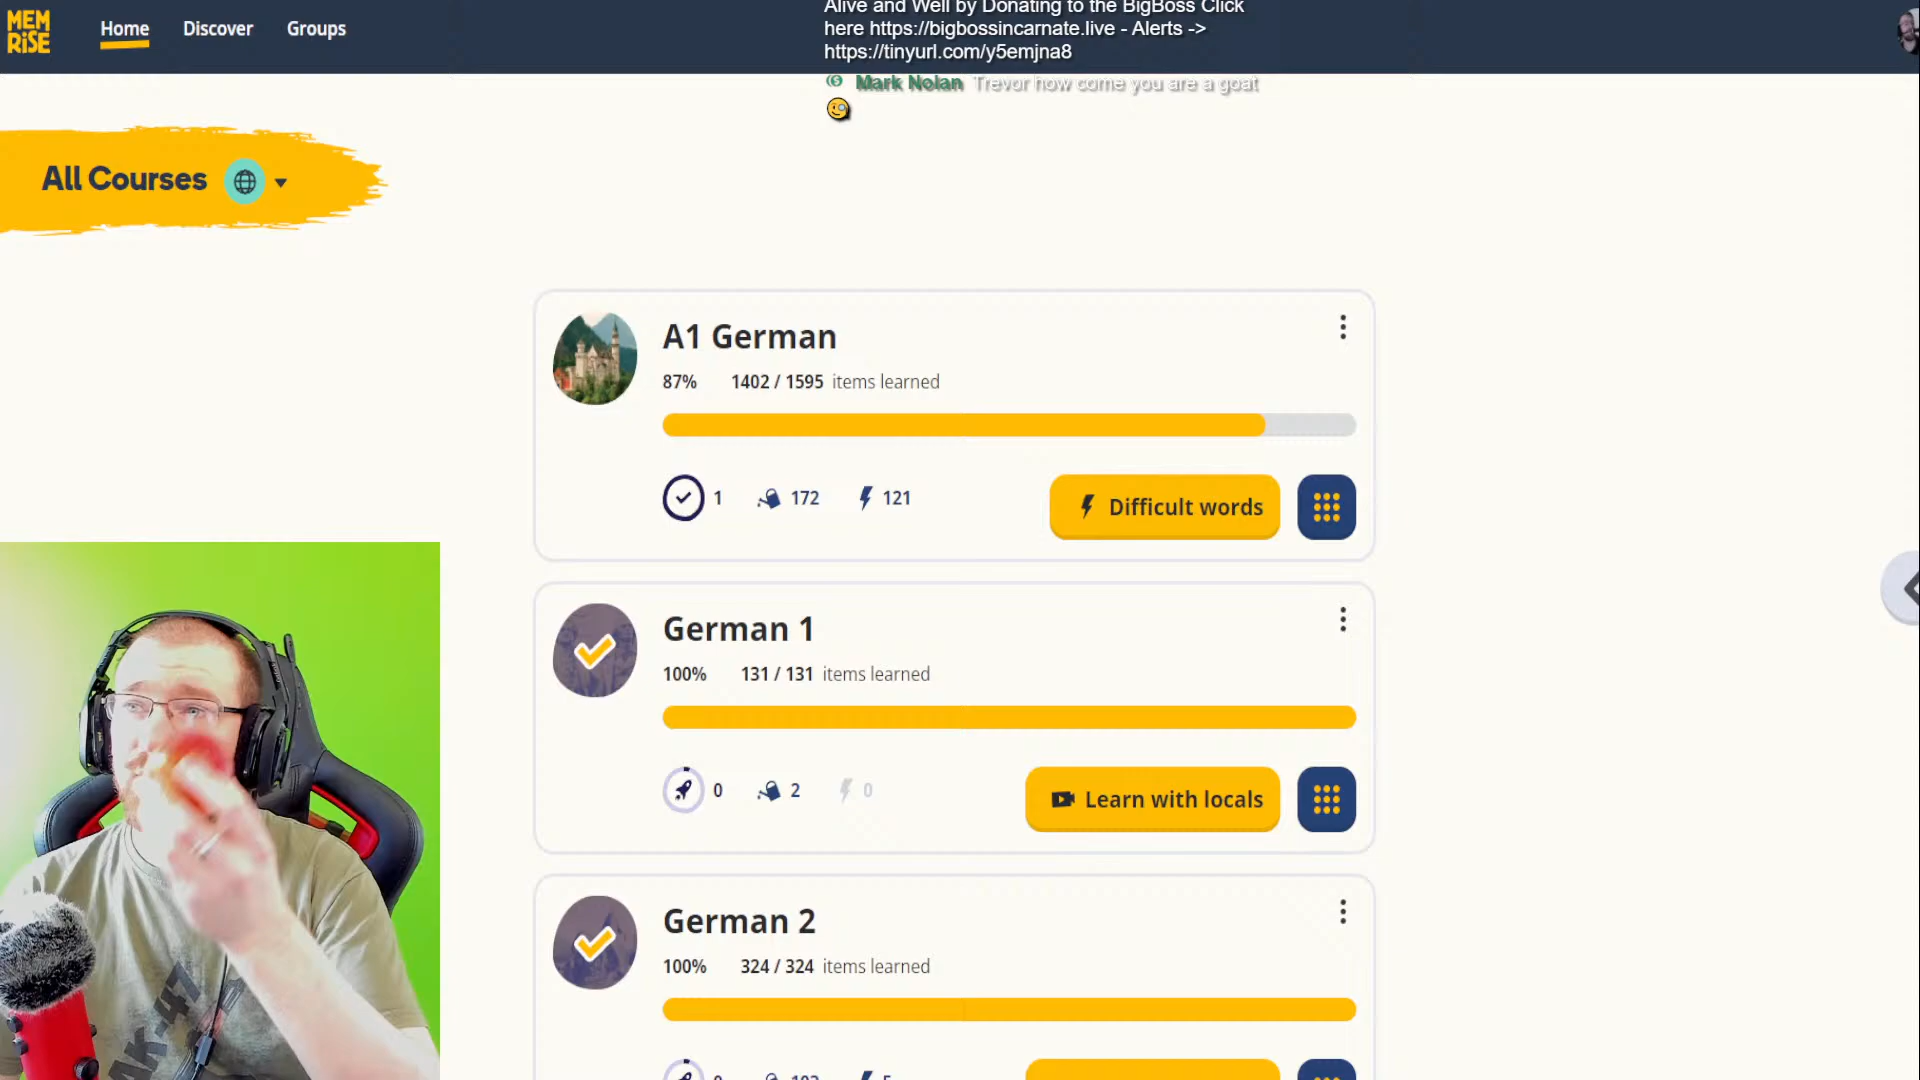 MEM
RiSE
Home
Discover
Groups
Alive and Well by Donating to the BigBoss Click
here https://bigbossincarnate.live - Alerts ->
https://tinyurl.com/y5emjna8
Mark Nolan Trevor how come you are a goat
All Courses
A1 German
87% 1402 / 1595 items learned
1 172 121
Difficult words
German 1
100% 131 / 131 items learned
0 2 0
Learn with locals
German 2
100% 324 / 324 items learned
AK-47